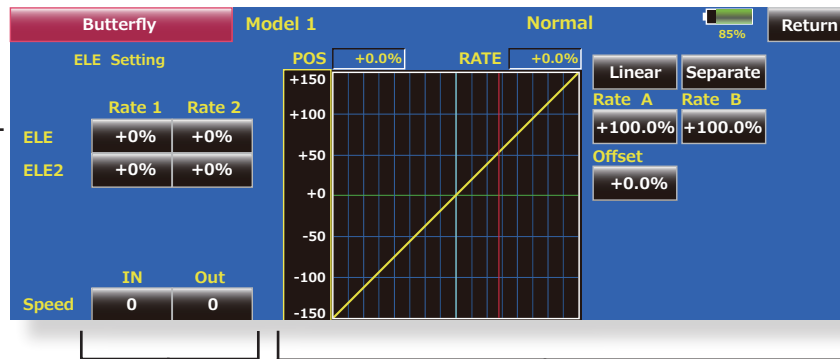 Butterfly Model 1 Normal 85% Return
ELE Setting
POS +0.0% RATE +0.0%
Linear Separate
Rate 1 Rate 2
Rate A Rate B
ELE +0% +0%
+100.0% +100.0%
ELE2 +0% +0%
Offset
+0.0%
+150
+100
+50
+0
-50
-100
-150
IN Out
Speed 0 0